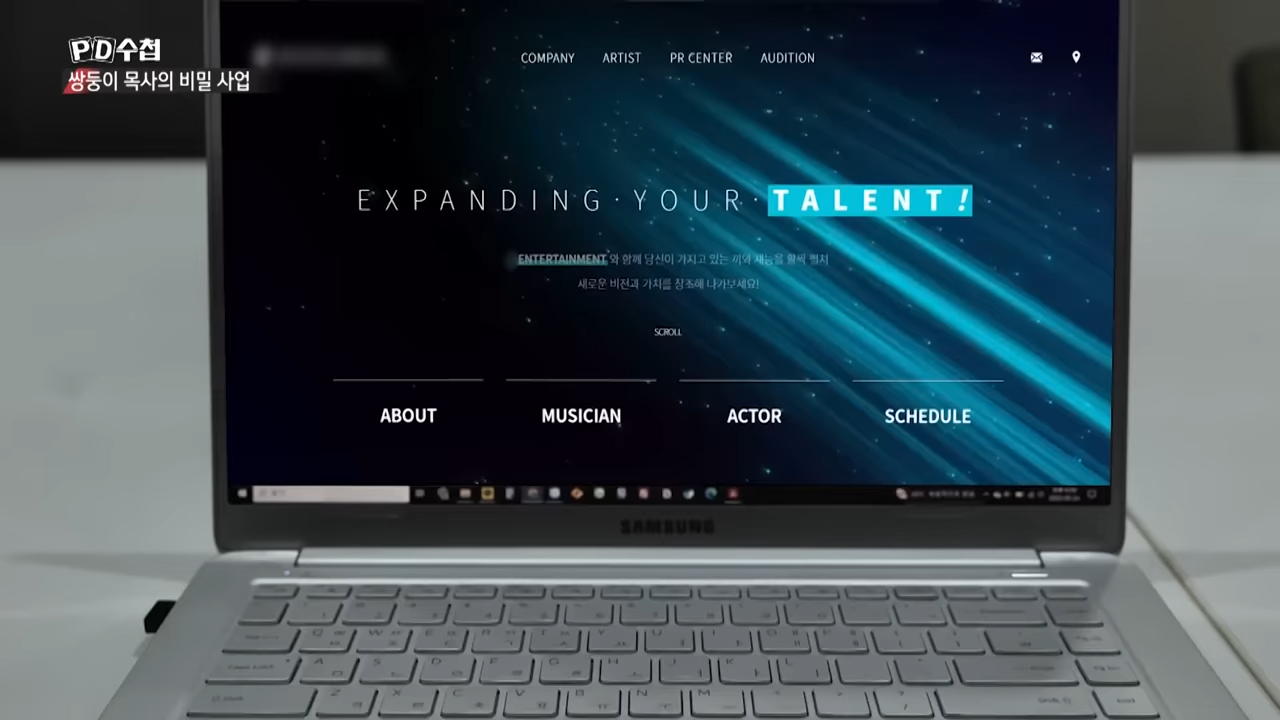 PD수첩
쌍둥이 목사의 비밀 사업
COMPANY ARTIST PR CENTER AUDITION
EXPANDING·YOUR·TALENT!
ENTERTAINMENT 와 함께 당신이 가지고 있는 끼와 재능을 활짝 펼치
새로운 비전과 가치를 창조해 나가보세요!
SCROLL
ABOUT MUSICIAN ACTOR SCHEDULE
SAMSUNG
Q W E R T Y U
A S D F G H J K L
Z X C V B N M